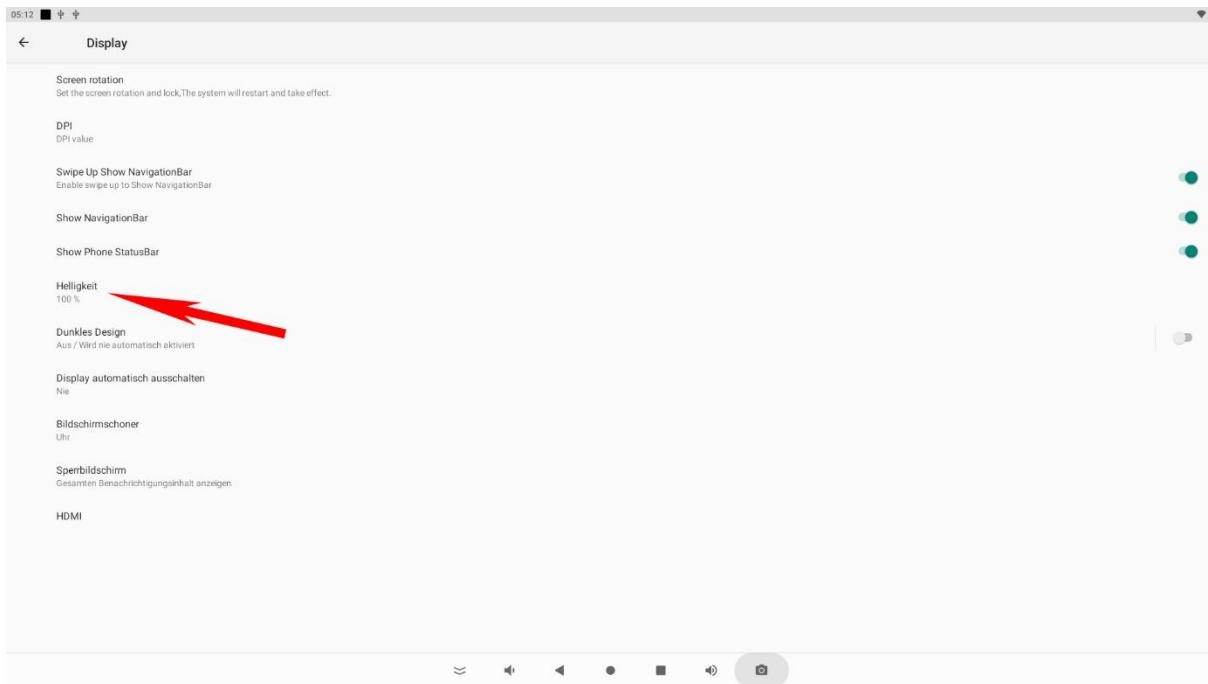 05:12
Display
Screen rotation
Set the screen rotation and lock,The system will restart and take effect.
DPI
DPI value
Swipe Up Show NavigationBar
Enable swipe up to Show NavigationBar
Show NavigationBar
Show Phone StatusBar
Helligkeit
100 %
Dunkles Design
Aus / Wird nie automatisch aktiviert
Display automatisch ausschalten
Nie
Bildschirmschoner
Uhr
Sperrbildschirm
Gesamten Benachrichtigungsinhalt anzeigen
HDMI